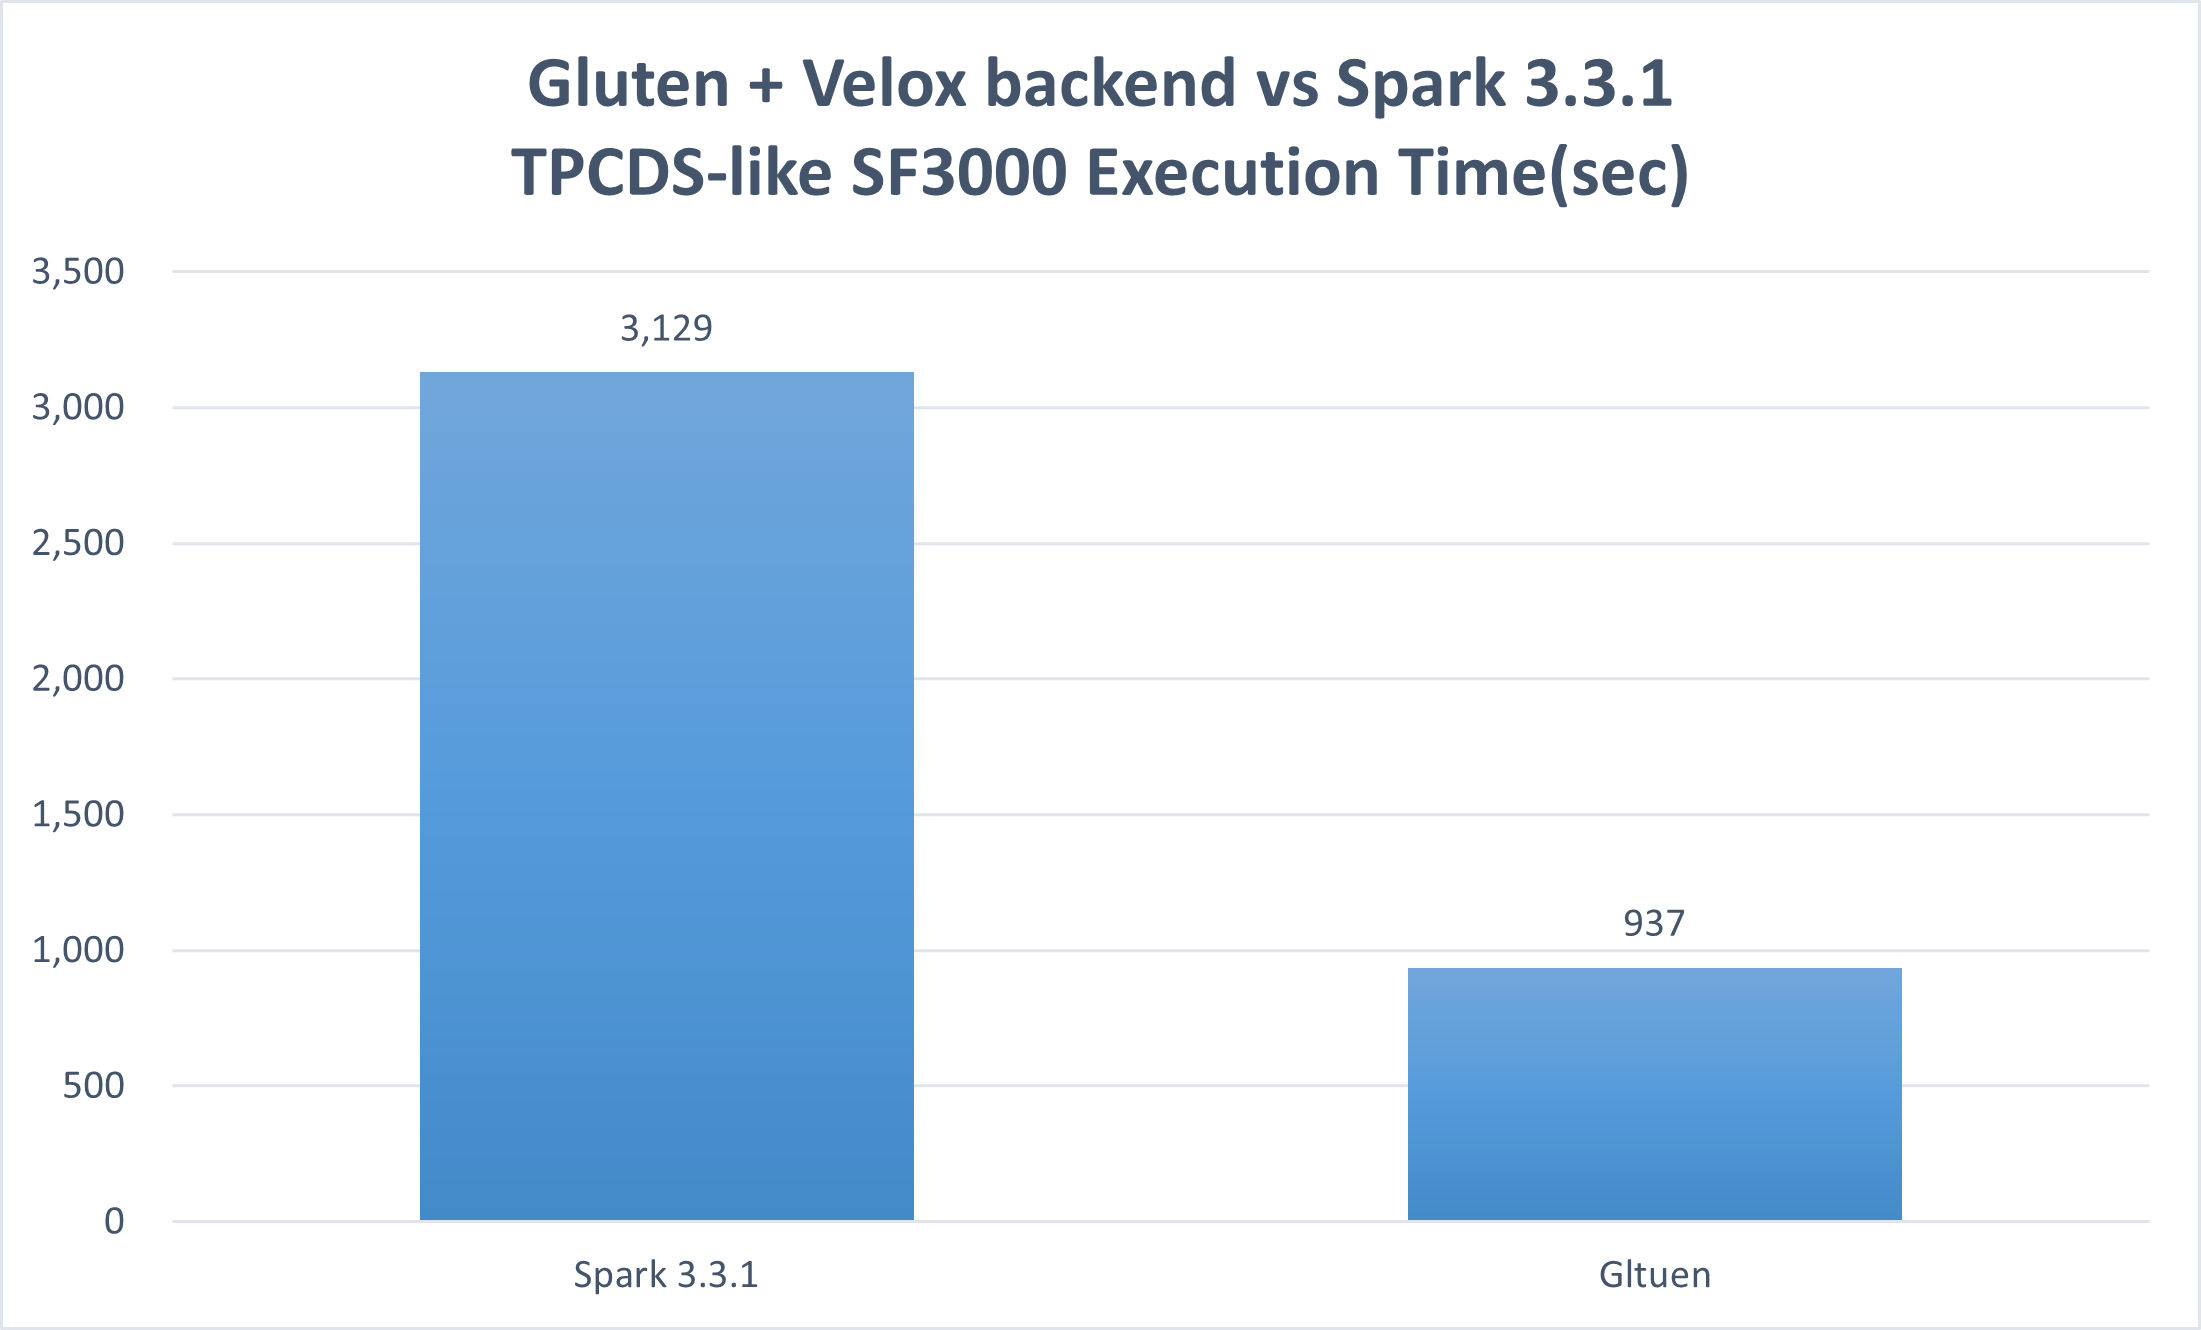 Gluten + Velox backend vs Spark 3.3.1
TPCDS-like SF3000 Execution Time(sec)
3,500
3,129
3,000
2,500
2,000
1,500
937
1,000
500
0
Spark 3.3.1
Gltuen